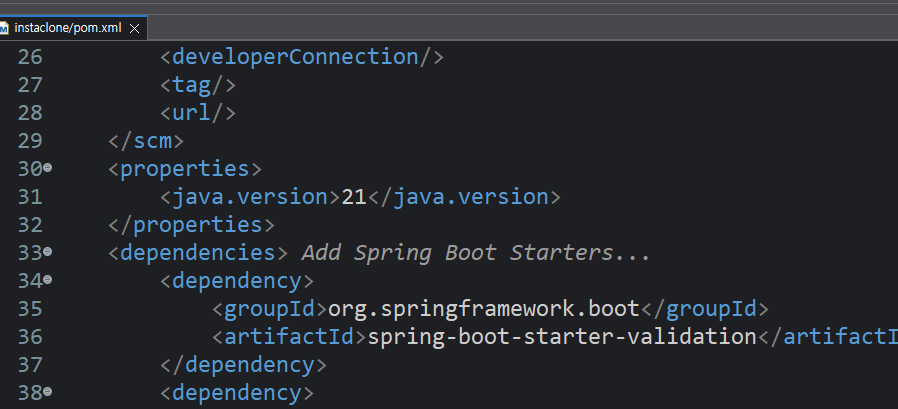 instaclone/pom.xml
26 <developerConnection/>
27 <tag/>
28 <url/>
29 </scm>
30 <properties>
31 <java.version>21</java.version>
32 </properties>
33 <dependencies> Add Spring Boot Starters...
34 <dependency>
35 <groupId>org.springframework.boot</groupId>
36 <artifactId>spring-boot-starter-validation</artifactI
37 </dependency>
38 <dependency>